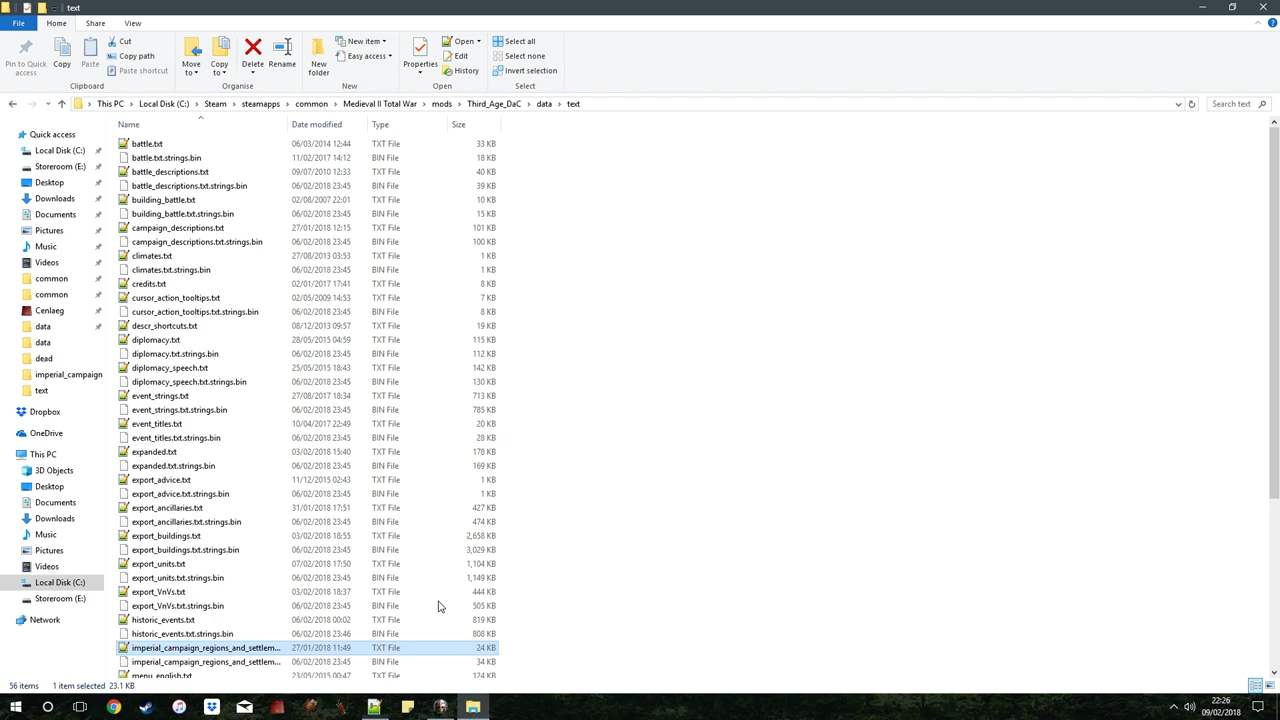 text
File Home Share View
Pin to Quick access
Copy
Paste
Cut
Copy path
Paste shortcut
Clipboard
Move to
Copy to
Delete
Rename
Organise
New folder
New item
Easy access
New
Properties
Open
Edit
History
Open
Select all
Select none
Invert selection
Select
This PC Local Disk (C:) Steam steamapps common Medieval II Total War mods Third_Age_DaC data text Search text
Name Date modified Type Size
Quick access
Local Disk (C:)
Storeroom (E:)
Desktop
Downloads
Documents
Pictures
Music
Videos
common
common
Cenlaeg
data
data
dead
imperial_campaign
text
Dropbox
OneDrive
This PC
3D Objects
Desktop
Documents
Downloads
Music
Pictures
Videos
Local Disk (C:)
Storeroom (E:)
Network
battle.txt 06/03/2014 12:44 TXT File 33 KB
battle.txt.strings.bin 11/02/2017 14:12 BIN File 18 KB
battle_descriptions.txt 09/07/2010 12:33 TXT File 40 KB
battle_descriptions.txt.strings.bin 06/02/2018 23:45 BIN File 39 KB
building_battle.txt 02/08/2007 22:01 TXT File 10 KB
building_battle.txt.strings.bin 06/02/2018 23:45 BIN File 15 KB
campaign_descriptions.txt 27/01/2018 12:15 TXT File 101 KB
campaign_descriptions.txt.strings.bin 06/02/2018 23:45 BIN File 100 KB
climates.txt 27/08/2013 03:53 TXT File 1 KB
climates.txt.strings.bin 06/02/2018 23:45 BIN File 1 KB
credits.txt 02/01/2017 17:41 TXT File 8 KB
cursor_action_tooltips.txt 02/05/2009 14:53 TXT File 7 KB
cursor_action_tooltips.txt.strings.bin 06/02/2018 23:45 BIN File 8 KB
descr_shortcuts.txt 08/12/2013 09:57 TXT File 19 KB
diplomacy.txt 28/05/2015 04:59 TXT File 115 KB
diplomacy.txt.strings.bin 06/02/2018 23:45 BIN File 112 KB
diplomacy_speech.txt 25/05/2015 18:43 TXT File 142 KB
diplomacy_speech.txt.strings.bin 06/02/2018 23:45 BIN File 130 KB
event_strings.txt 27/08/2017 18:34 TXT File 713 KB
event_strings.txt.strings.bin 06/02/2018 23:45 BIN File 785 KB
event_titles.txt 10/04/2017 22:49 TXT File 20 KB
event_titles.txt.strings.bin 06/02/2018 23:45 BIN File 28 KB
expanded.txt 03/02/2018 15:40 TXT File 178 KB
expanded.txt.strings.bin 06/02/2018 23:45 BIN File 169 KB
export_advice.txt 11/12/2015 02:43 TXT File 1 KB
export_advice.txt.strings.bin 06/02/2018 23:45 BIN File 1 KB
export_ancillaries.txt 31/01/2018 17:51 TXT File 427 KB
export_ancillaries.txt.strings.bin 06/02/2018 23:45 BIN File 474 KB
export_buildings.txt 03/02/2018 18:55 TXT File 2,658 KB
export_buildings.txt.strings.bin 06/02/2018 23:45 BIN File 3,029 KB
export_units.txt 07/02/2018 17:50 TXT File 1,104 KB
export_units.txt.strings.bin 06/02/2018 23:45 BIN File 1,149 KB
export_VnVs.txt 03/02/2018 18:37 TXT File 444 KB
export_VnVs.txt.strings.bin 06/02/2018 23:45 BIN File 505 KB
historic_events.txt 06/02/2018 00:02 TXT File 819 KB
historic_events.txt.strings.bin 06/02/2018 23:46 BIN File 808 KB
imperial_campaign_regions_and_settlem... 27/01/2018 11:49 TXT File 24 KB
imperial_campaign_regions_and_settlem... 06/02/2018 23:45 BIN File 34 KB
menu_english.txt 23/05/2015 00:47 TXT File 124 KB
56 items 1 item selected 23.1 KB
22:26
09/02/2018